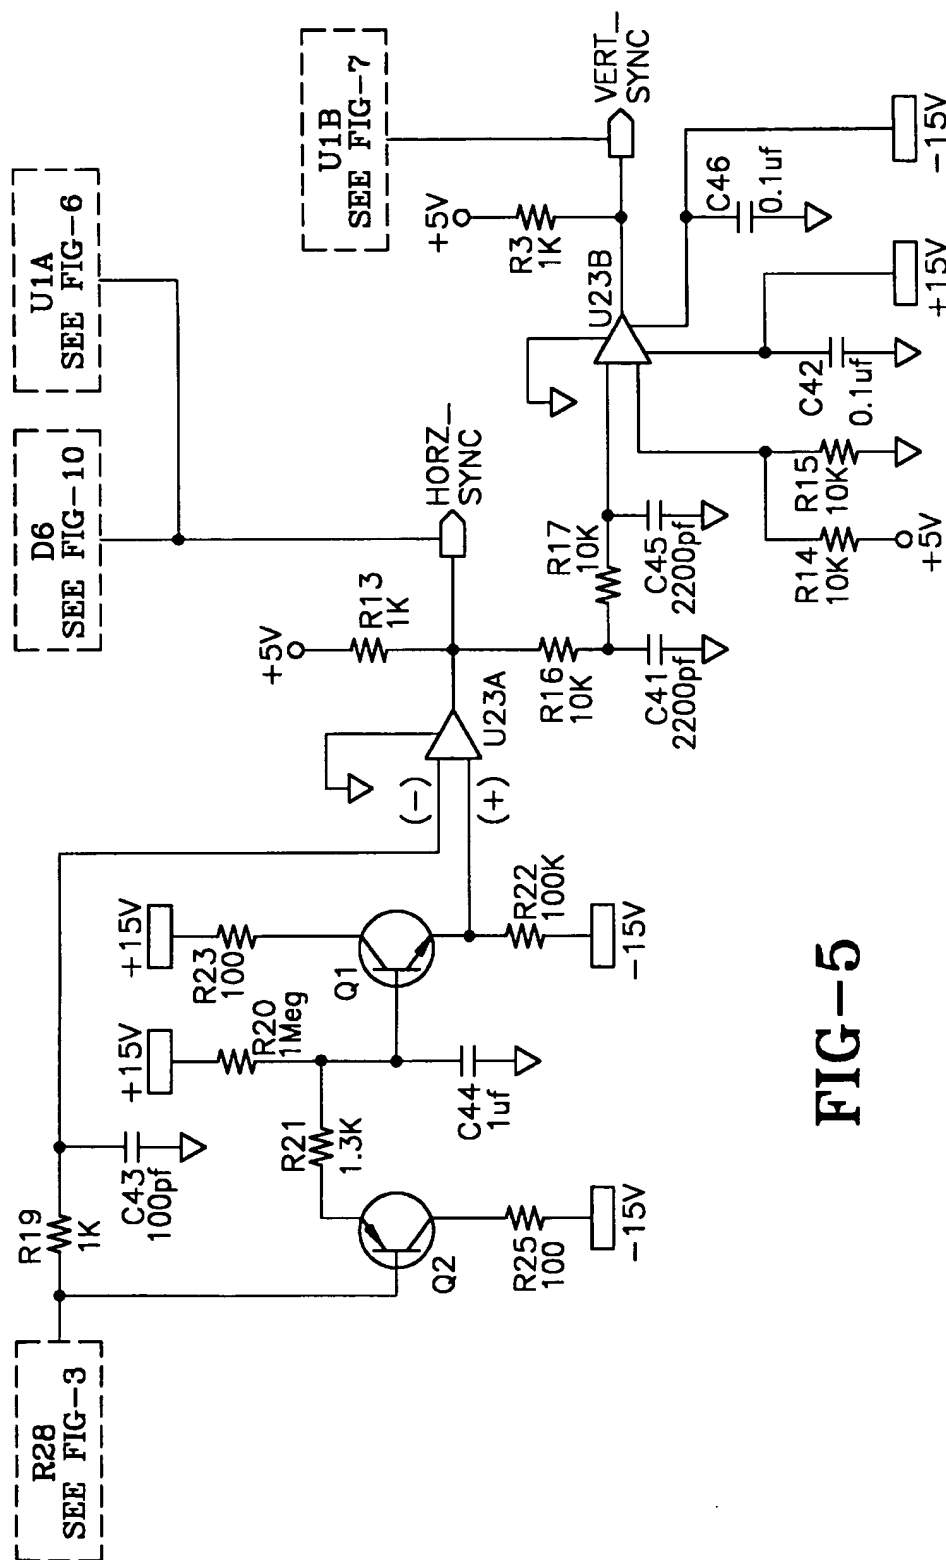 R28
SEE FIG-3
R19
1K
C43
100pf
Q2
R25
100
-15V
R21
1.3K
C44
1uf
+15V
R20
1Meg
+15V
R23
100
Q1
R22
100K
-15V
(-)
(+)
U23A
+5V
R13
1K
HORZ_
SYNC
D6
SEE FIG-10
U1A
SEE FIG-6
R16
10K
C41
2200pf
R17
10K
C45
2200pf
R14
10K
+5V
R15
10K
C42
0.1uf
+15V
U23B
C46
0.1uf
-15V
+5V
R3
1K
VERT_
SYNC
U1B
SEE FIG-7
FIG-5